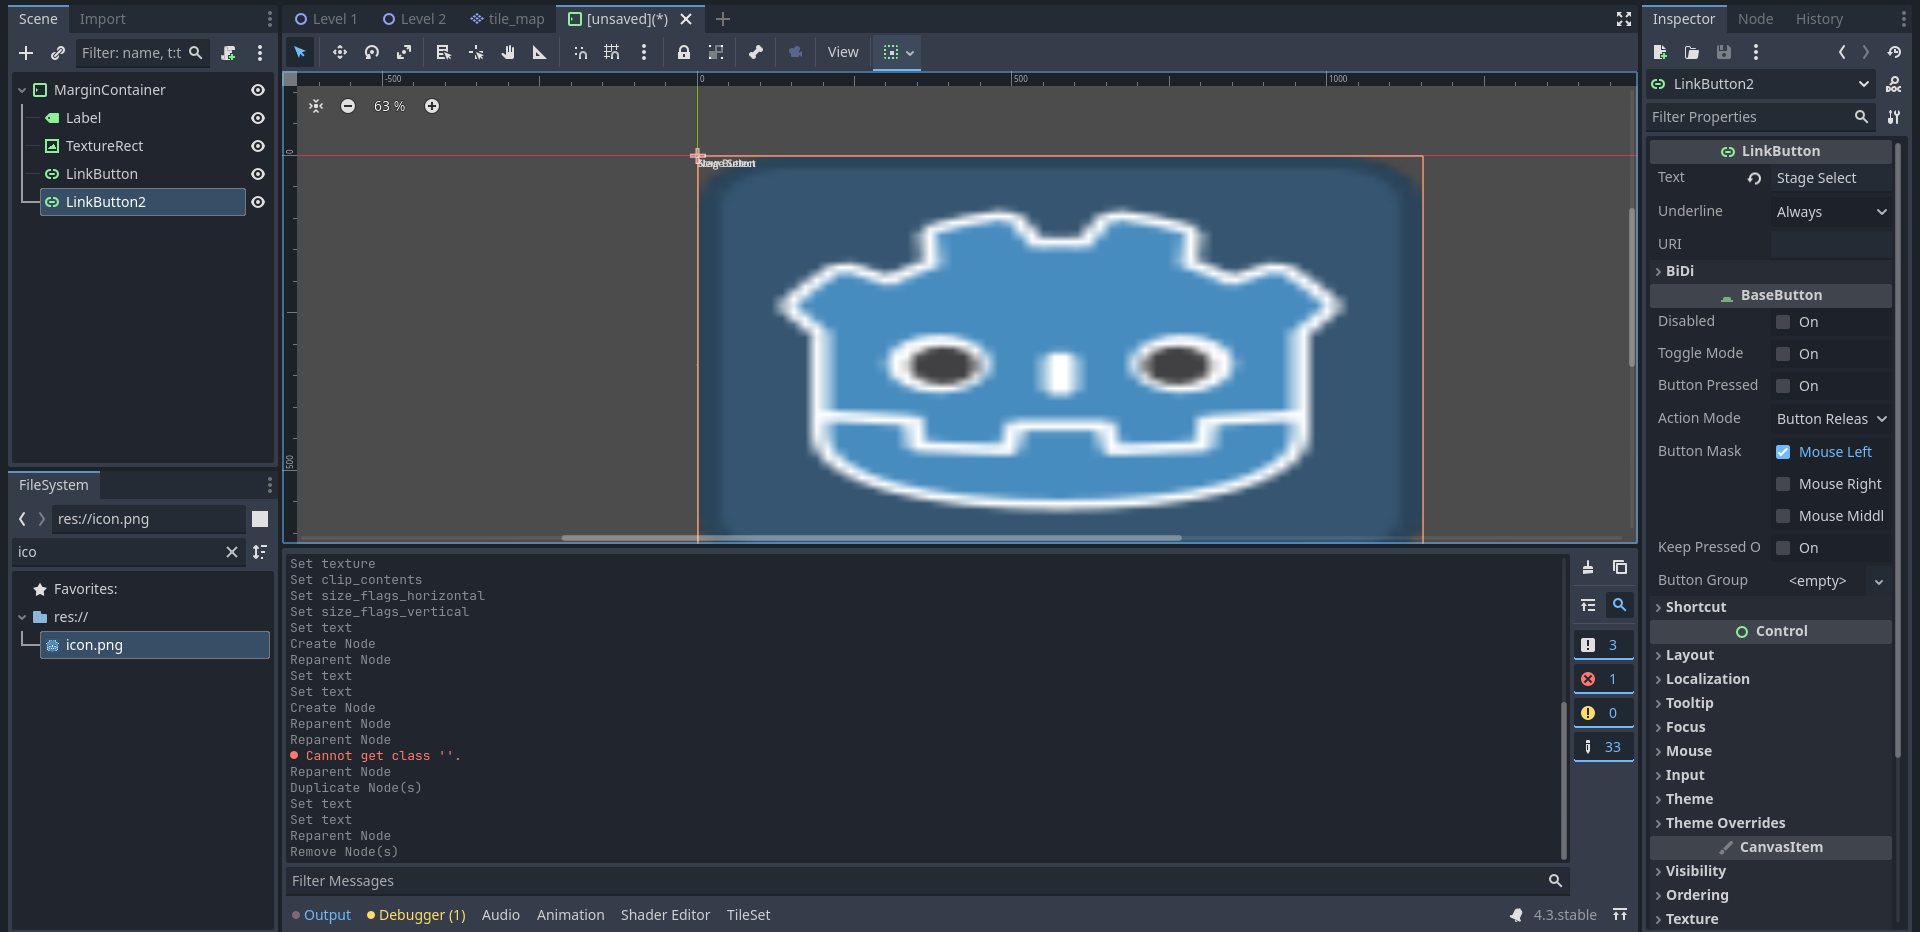 Scene Import
Filter: name, t:t
MarginContainer
Label
TextureRect
LinkButton
LinkButton2
FileSystem
res://icon.png
ico
Favorites:
res://
icon.png
Level 1 Level 2 tile_map [unsaved](*)
View
-500 0 500 1000
63 %
0
500
Set texture
Set clip_contents
Set size_flags_horizontal
Set size_flags_vertical
Set text
Create Node
Reparent Node
Set text
Set text
Create Node
Reparent Node
Reparent Node
Cannot get class ''.
Reparent Node
Duplicate Node(s)
Set text
Set text
Reparent Node
Remove Node(s)
3
1
0
33
Filter Messages
Output Debugger (1) Audio Animation Shader Editor TileSet 4.3.stable
Inspector Node History
LinkButton2
DOC
Filter Properties
LinkButton
Text Stage Select
Underline Always
URI
BiDi
BaseButton
Disabled On
Toggle Mode On
Button Pressed On
Action Mode Button Releas
Button Mask Mouse Left
Mouse Right
Mouse Middl
Keep Pressed O On
Button Group <empty>
Shortcut
Control
Layout
Localization
Tooltip
Focus
Mouse
Input
Theme
Theme Overrides
CanvasItem
Visibility
Ordering
Texture